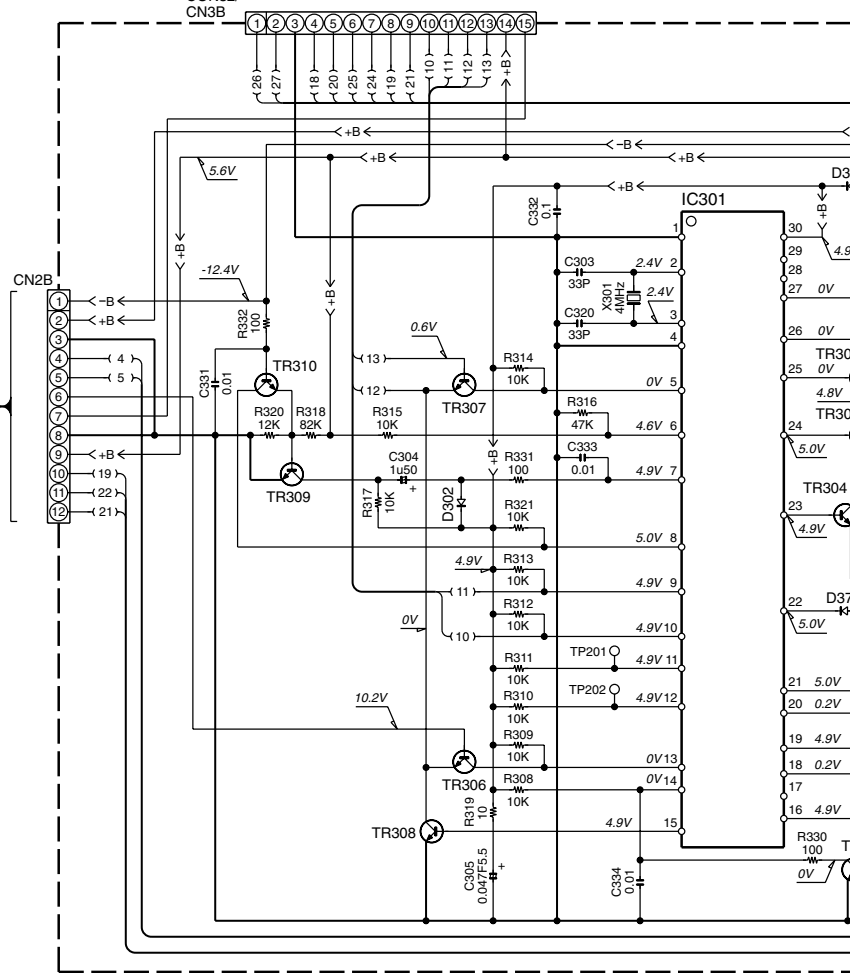 CN3B
1 2 3 4 5 6 7 8 9 10 11 12 13 14 15
26 27 18 20 25 24 19 21 10 11 12 13 +B
+B
−B
+B +B
5.6V
+B
D3
C332 0.1
IC301
+B
+B
1
30
4.9
29
C303
33P
2.4V 2
28
27 0V
X301 4MHz
2.4V
C320
33P
3
4
26 0V
CN2B
-12.4V
+B
1 −B
2 +B
3
4 4
5 5
6
7
8
9 +B
10 19
11 22
12 21
R332 100
0.6V
C331 0.01
TR310
13
12
TR307
R314
10K
0V 5
TR30
25 0V
4.8V
R320
12K
R318
82K
R315
10K
R316
47K
4.6V 6
TR30
24
5.0V
TR309
C304
1u50
+
+B
R331
100
C333
0.01
4.9V 7
R317 10K
D302
R321
10K
TR304
23
4.9V
5.0V 8
4.9V
R313
10K
11
4.9V 9
R312
10K
22
D37
5.0V
0V
10
4.9V 10
R311
10K
TP201
4.9V 11
R310
10K
TP202
4.9V 12
21 5.0V
20 0.2V
10.2V
R309
10K
19 4.9V
TR306
0V 13
18 0.2V
R308
10K
0V 14
17
R319 10
16 4.9V
TR308
4.9V
15
R330
100
T
0V
C305 0.047F5.5
+
C334 0.01